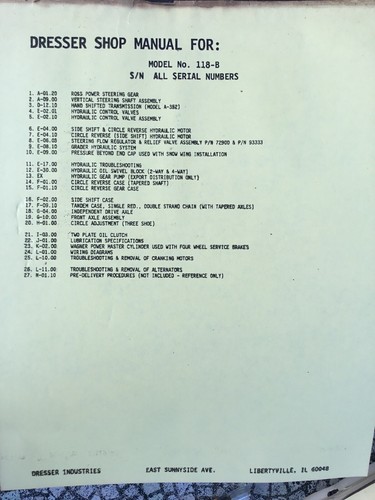 DRESSER SHOP MANUAL FOR:
MODEL No. 118-B
S/N ALL SERIAL NUMBERS
1. A-01.20 ROSS POWER STEERING GEAR
2. A-09.00 VERTICAL STEERING SHAFT ASSEMBLY
3. D-12.10 HAND SHIFTED TRANSMISSION (MODEL A-392)
4. E-02.01 HYDRAULIC CONTROL VALVES
5. E-02.10 HYDRAULIC CONTROL VALVE ASSEMBLY
6. E-04.00 SIDE SHIFT & CIRCLE REVERSE HYDRAULIC MOTOR
7. E-04.10 CIRCLE REVERSE (SIDE SHIFT) HYDRAULIC MOTOR
8. E-06.00 STEERING FLOW REGULATOR & RELIEF VALVE ASSEMBLY P/N 72900 & P/N 93333
9. E-08.10 GRADER HYDRAULIC SYSTEM
10. E-09.00 PRESSURE BEYOND END CAP USED WITH SNOW WING INSTALLATION
11. E-17.00 HYDRAULIC TROUBLESHOOTING
12. E-30.00 HYDRAULIC OIL SWIVEL BLOCK (2-WAY & 4-WAY)
13. EX HYDRAULIC GEAR PUMP (EXPORT DISTRIBUTION ONLY)
14. F-01.00 CIRCLE REVERSE CASE (TAPERED SHAFT)
15. F-01.10 CIRCLE REVERSE GEAR CASE
16. F-02.00 SIDE SHIFT CASE
17. F-09.10 TANDEM CASE, SINGLE RED., DOUBLE STRAND CHAIN (WITH TAPERED AXLES)
18. G-04.00 INDEPENDENT DRIVE AXLE
19. G-10.00 FRONT AXLE ASSEMBLY
20. H-01.00 CIRCLE ADJUSTMENT (THREE SHOE)
21. I-03.00 TWO PLATE OIL CLUTCH
22. J-01.00 LUBRICATION SPECIFICATIONS
23. K-02.00 WAGNER POWER MASTER CYLINDER USED WITH FOUR WHEEL SERVICE BRAKES
24. L-01.00 WIRING DIAGRAMS
25. L-10.00 TROUBLESHOOTING & REMOVAL OF CRANKING MOTORS
26. L-11.00 TROUBLESHOOTING & REMOVAL OF ALTERNATORS
27. N-01.10 PRE-DELIVERY PROCEDURES (NOT INCLUDED - REFERENCE ONLY)
DRESSER INDUSTRIES EAST SUNNYSIDE AVE. LIBERTYVILLE, IL 60048